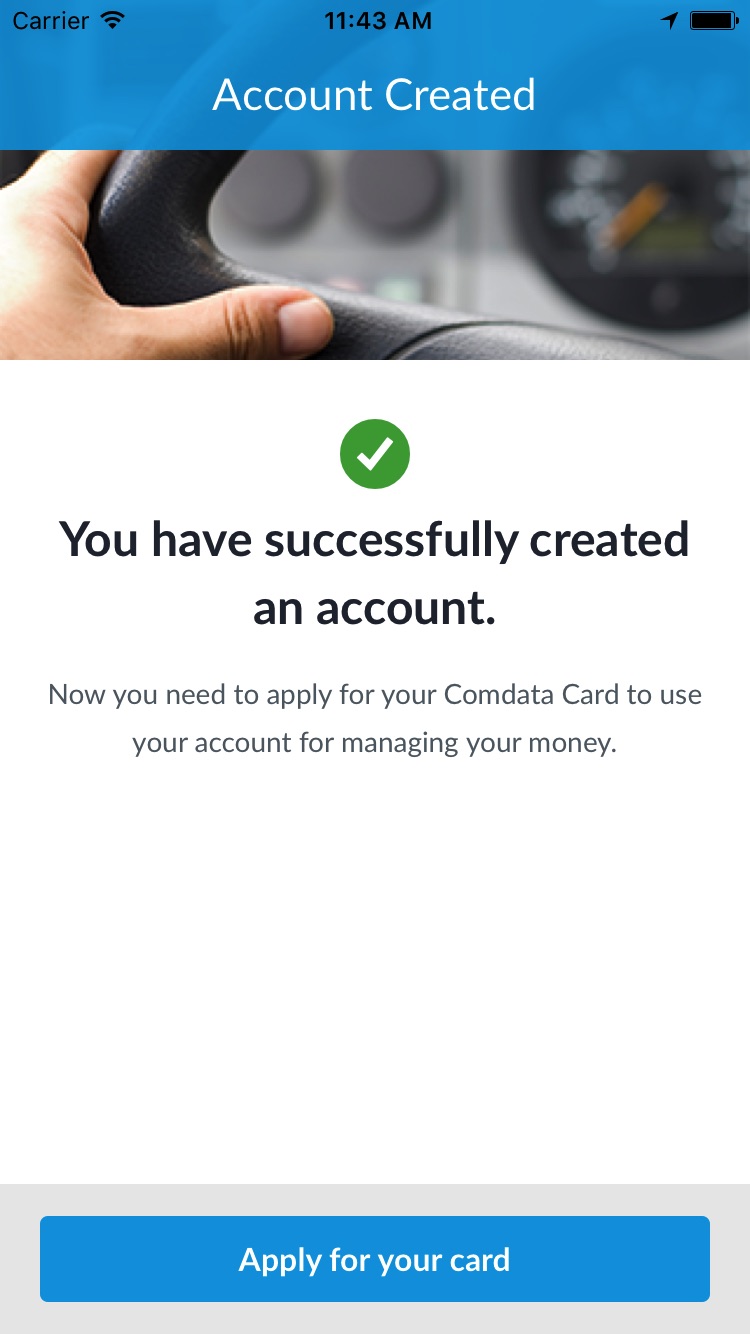 Carrier 11:43 AM
Account Created
You have successfully created
an account.
Now you need to apply for your Comdata Card to use
your account for managing your money.
Apply for your card